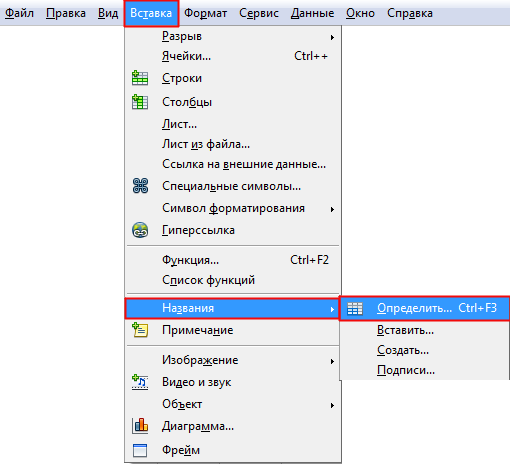 Файл Правка Вид Вставка Формат Сервис Данные Окно Справка
Разрыв
Ячейки... Ctrl++
Строки
Столбцы
Лист...
Лист из файла...
Ссылка на внешние данные...
Специальные символы...
Символ форматирования
Гиперссылка
Функция... Ctrl+F2
Список функций
Названия
Определить... Ctrl+F3
Примечание
Вставить...
Создать...
Изображение
Подписи...
Видео и звук
Объект
Диаграмма...
Фрейм